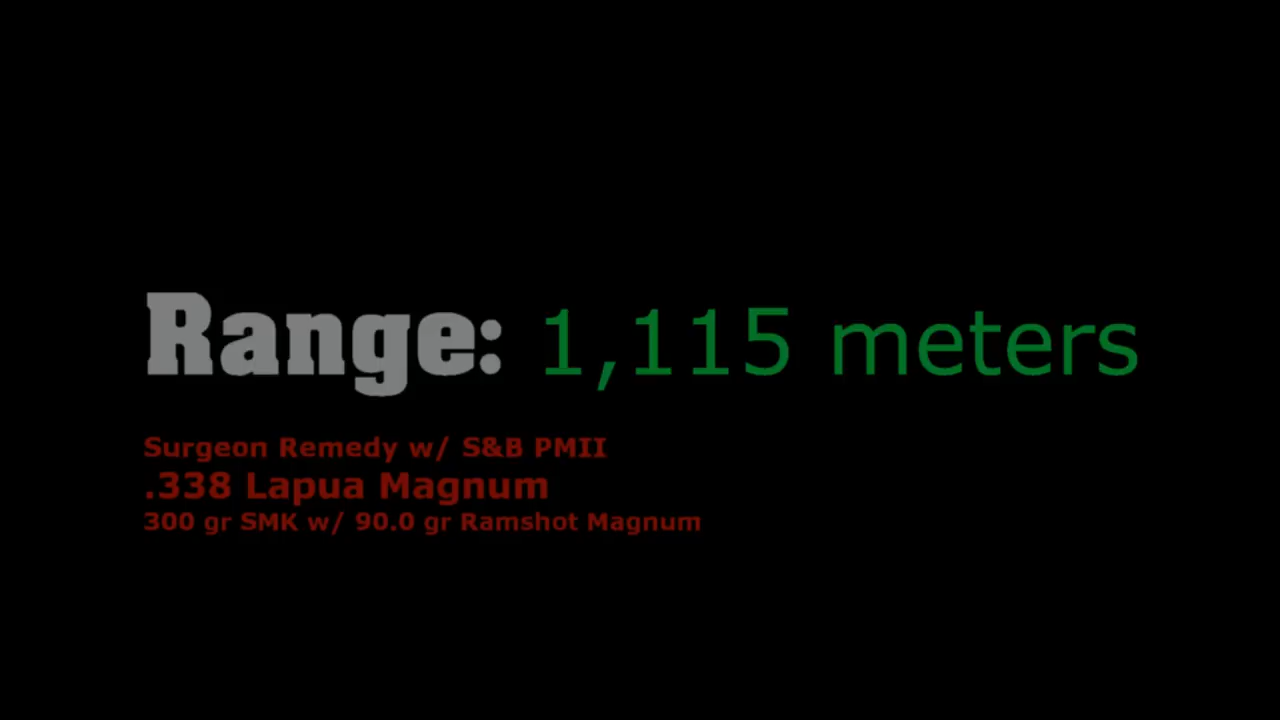 Range: 1,115 meters
Surgeon Remedy w/ S&B PMII
.338 Lapua Magnum
300 gr SMK w/ 90.0 gr Ramshot Magnum